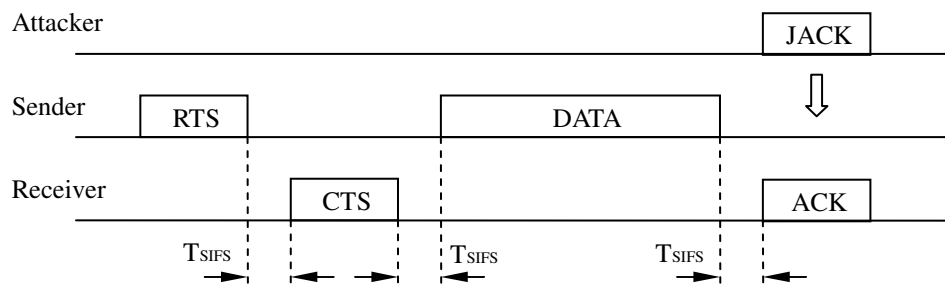 Attacker
JACK
Sender
RTS
DATA
Receiver
CTS
ACK
TSIFS
TSIFS
TSIFS